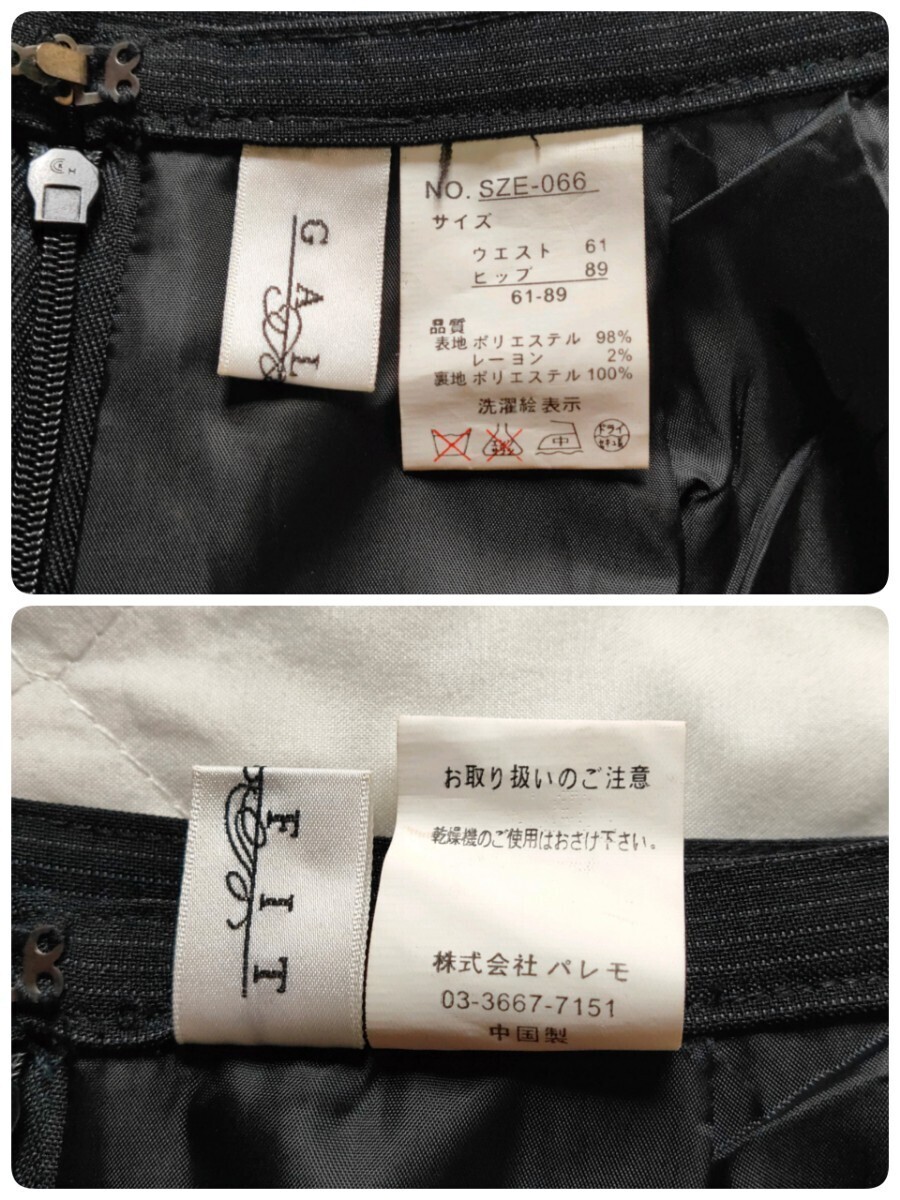 GAL
NO. SZE-066
サイズ
ウエスト 61
ヒップ 89
61-89
品質
表地 ポリエステル 98%
レーヨン 2%
裏地 ポリエステル 100%
洗濯絵表示
中
ドライ
FIT
お取り扱いのご注意
乾燥機のご使用はおさけ下さい。
株式会社 パレモ
03-3667-7151
中国製